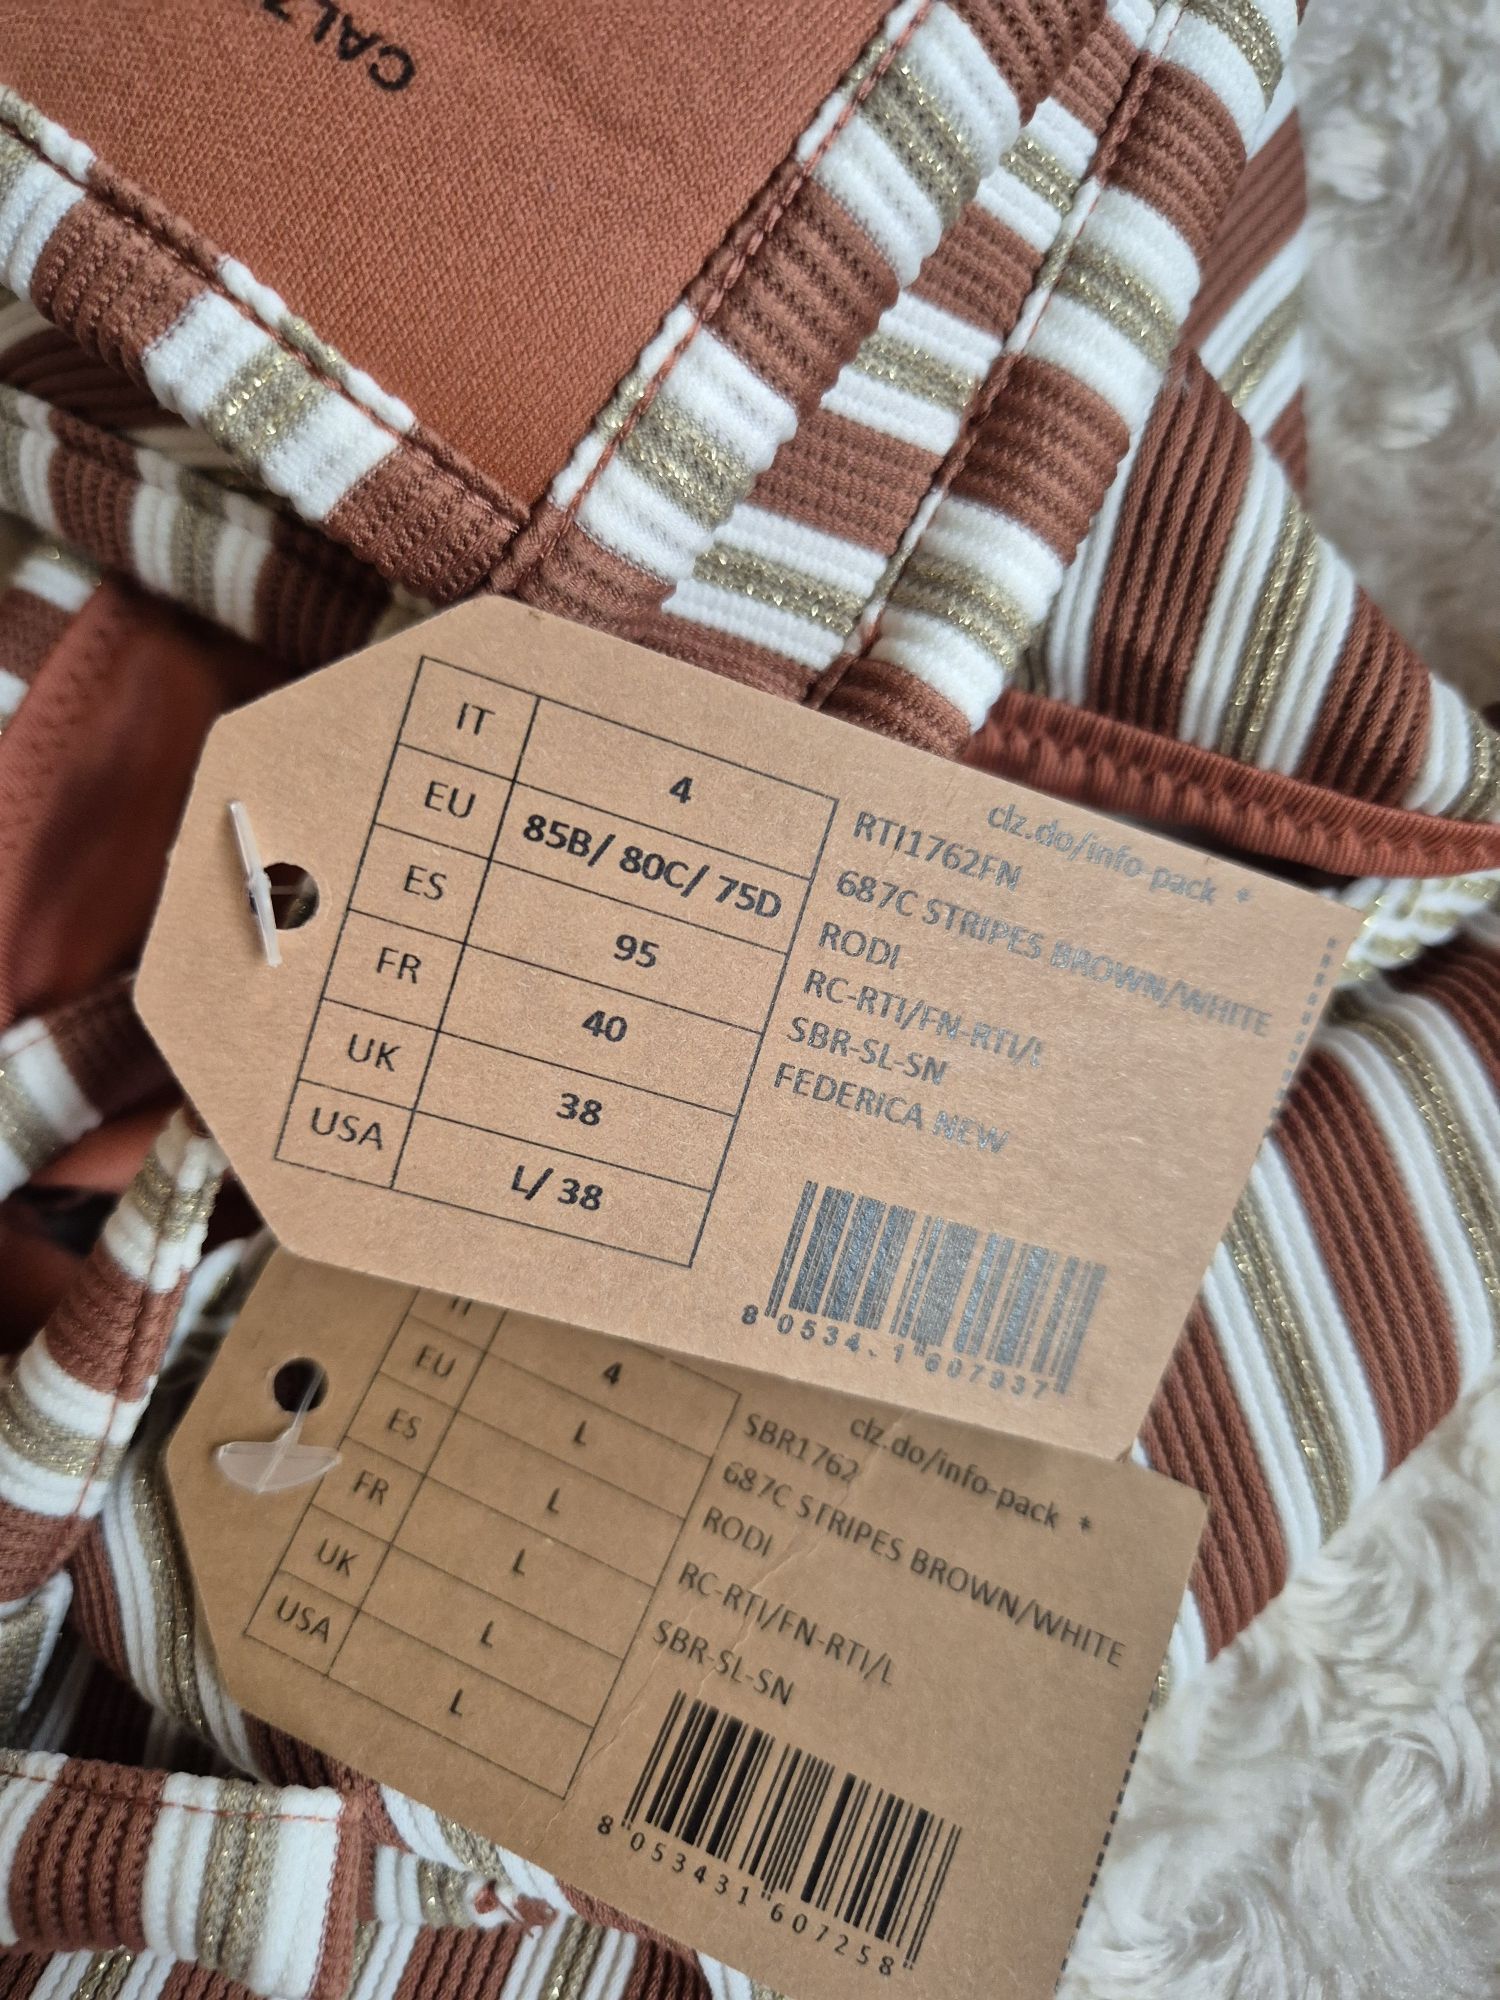 CALZ
IT 4
EU 85B/ 80C/ 75D
ES 95
FR 40
UK 38
USA L/ 38
clz.do/info-pack *
RTI1762FN
687C STRIPES BROWN/WHITE
RODI
RC-RTI/FN-RTI/L
SBR-SL-SN
FEDERICA NEW
8 053431 607937
IT 4
EU L
ES L
FR L
UK L
USA L
clz.do/info-pack *
SBR1762
687C STRIPES BROWN/WHITE
RODI
RC-RTI/FN-RTI/L
SBR-SL-SN
8 053431 607258